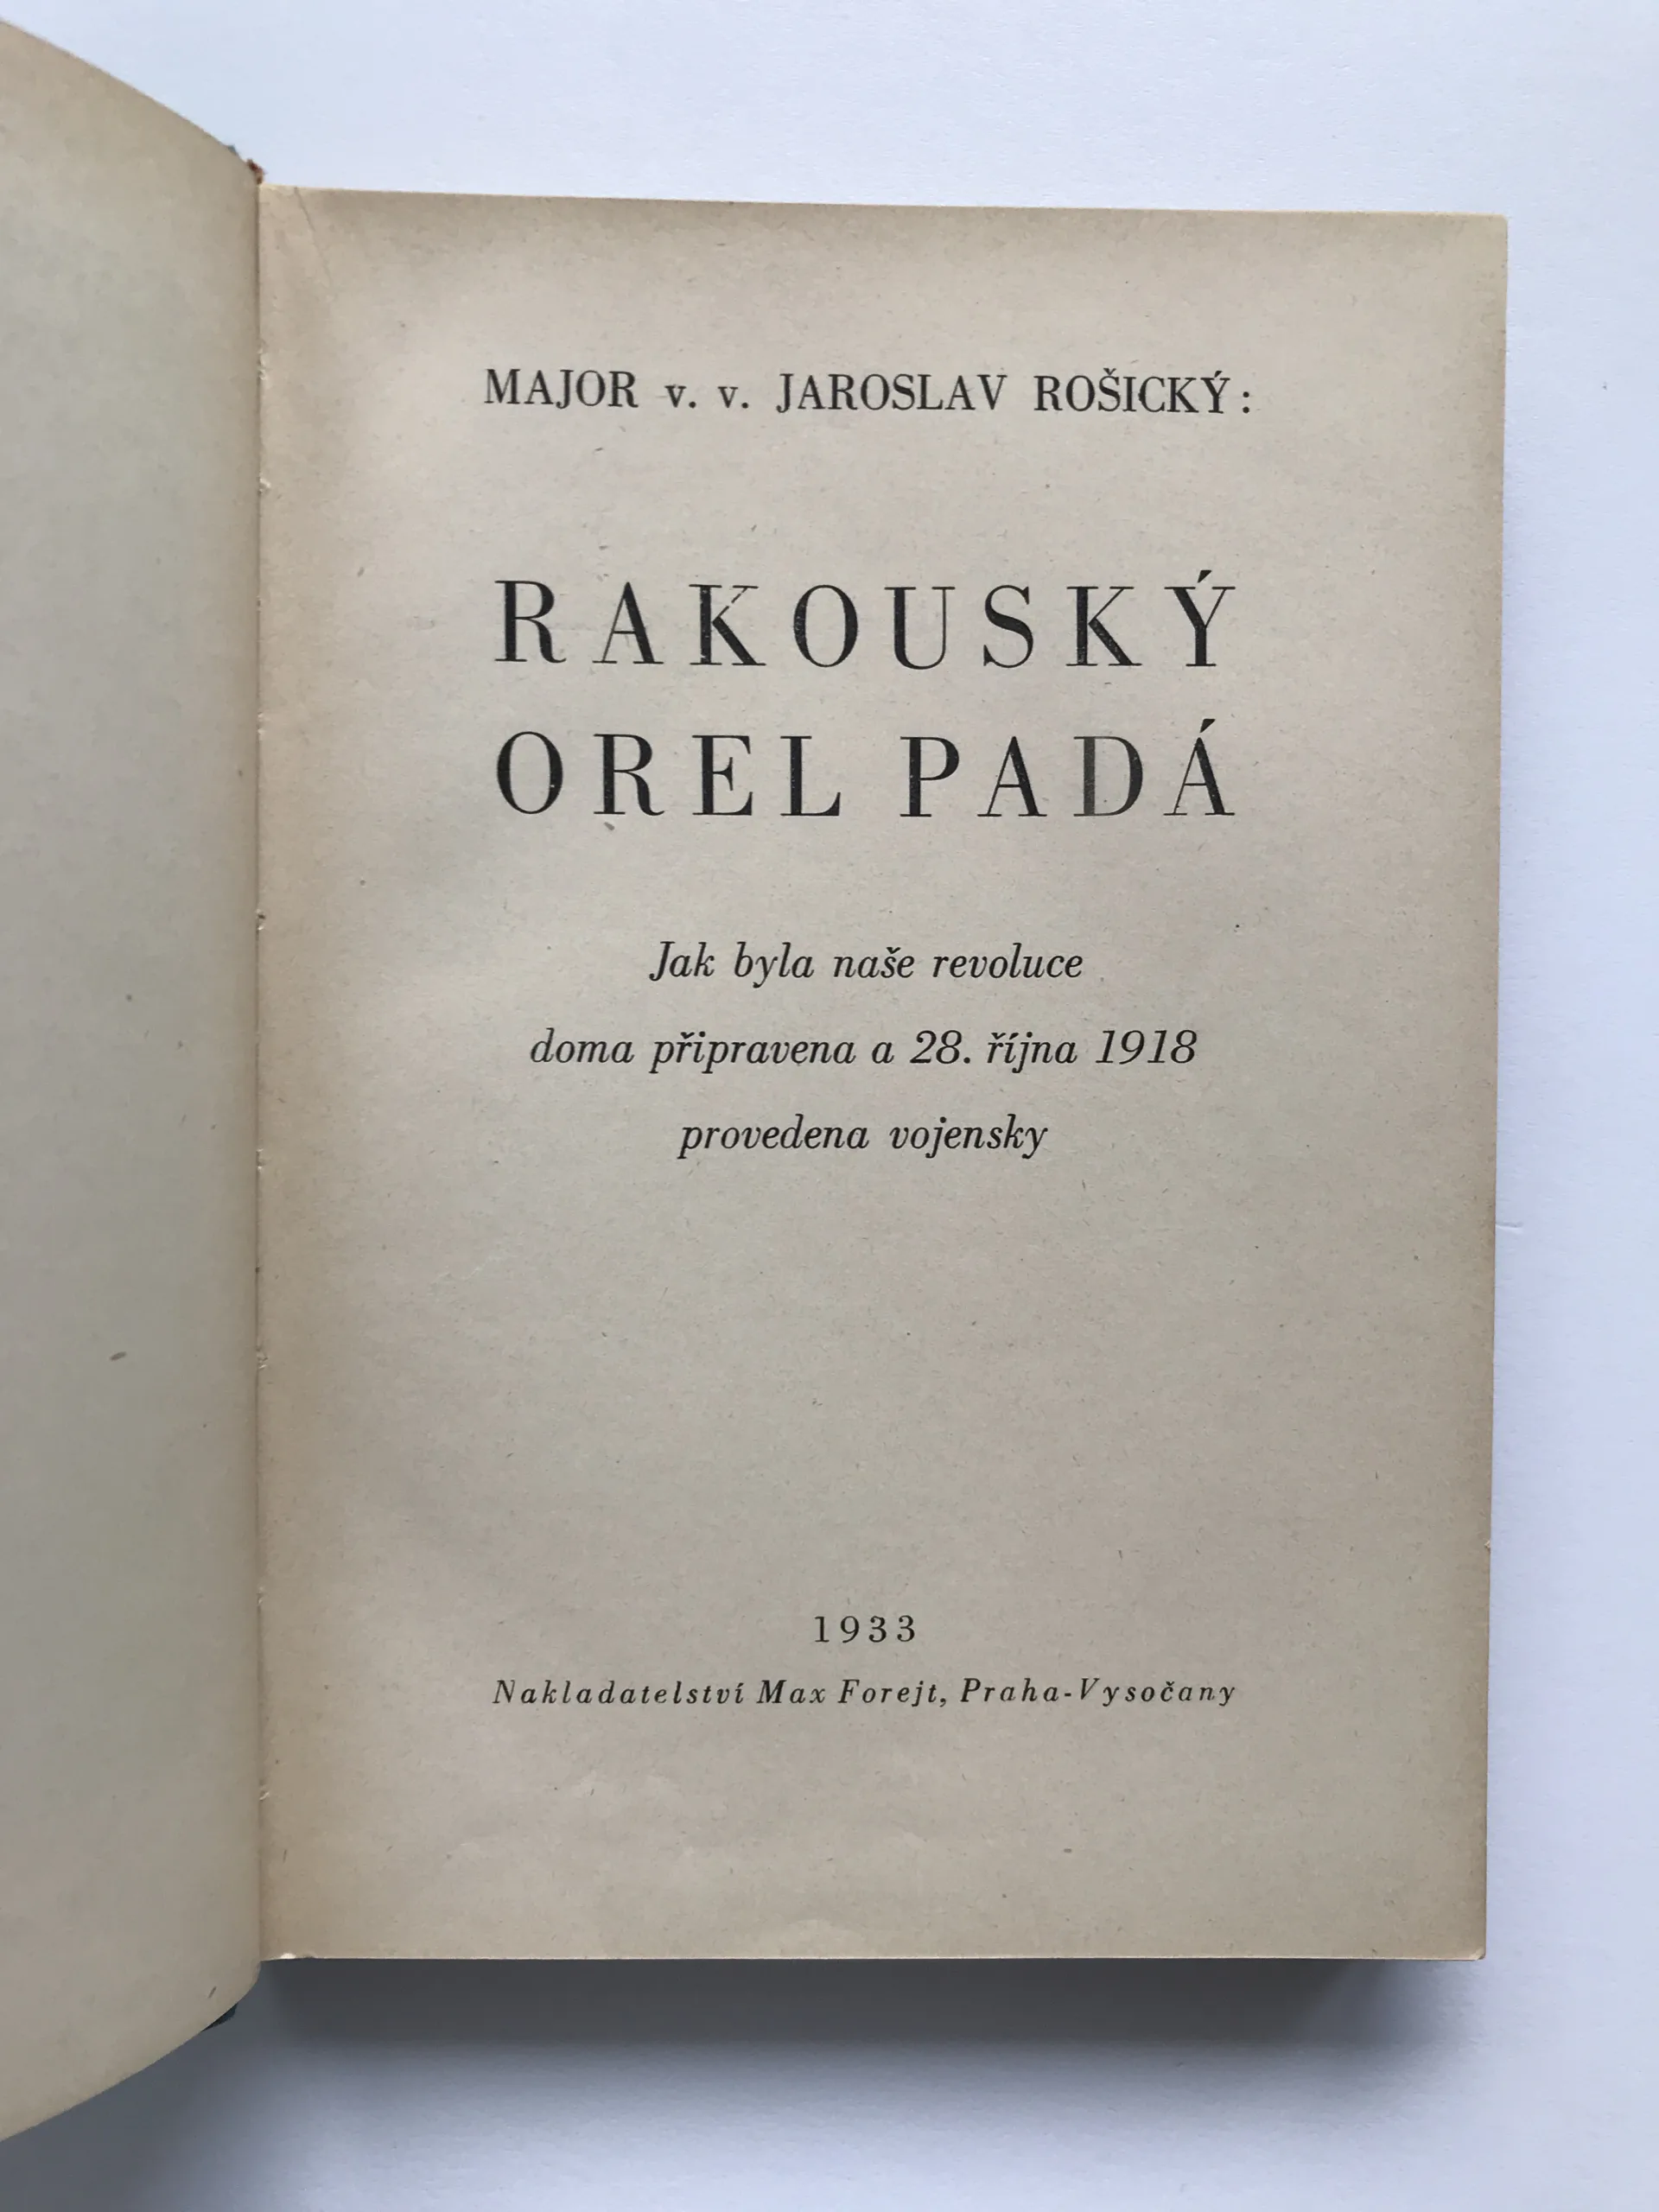 MAJOR v. v. JAROSLAV ROŠICKÝ:
RAKOUSKÝ
OREL PADÁ
Jak byla naše revoluce
doma připravena a 28. října 1918
provedena vojensky
1933
Nakladatelství Max Forejt, Praha-Vysočany